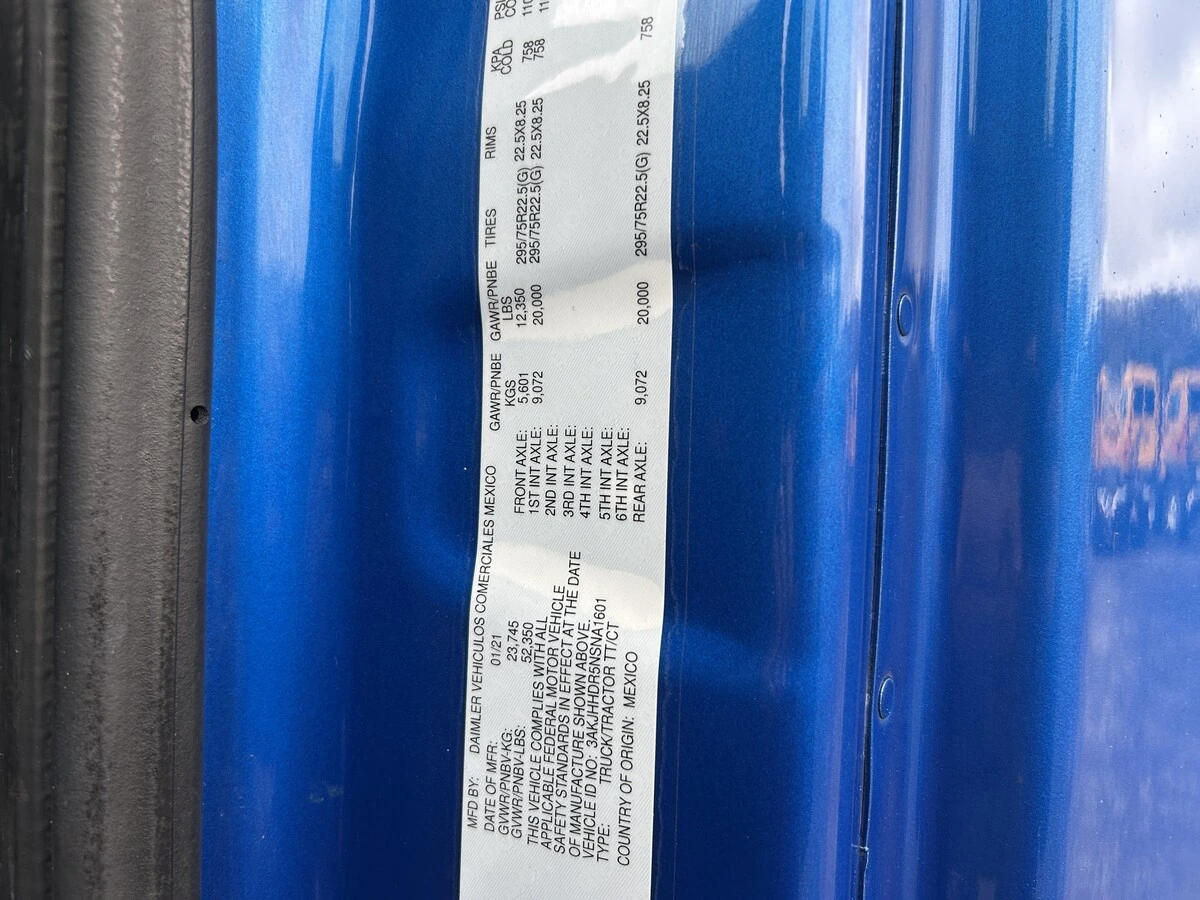 MFD BY: DAIMLER VEHICULOS COMERCIALES MEXICO
DATE OF MFR: 01/21
GVWR/PNBV-KG: 23,745
GVWR/PNBV-LBS: 52,350
THIS VEHICLE COMPLIES WITH ALL
APPLICABLE FEDERAL MOTOR VEHICLE
SAFETY STANDARDS IN EFFECT AT THE DATE
OF MANUFACTURE SHOWN ABOVE.
VEHICLE ID NO: 3AKJHHDR5NSNA1601
TYPE: TRUCK/TRACTOR TT/CT
COUNTRY OF ORIGIN: MEXICO
GAWR/PNBE GAWR/PNBE TIRES RIMS KPA
KGS LBS COLD
FRONT AXLE: 5,601 12,350 295/75R22.5(G) 22.5X8.25 758
1ST INT AXLE: 9,072 20,000 295/75R22.5(G) 22.5X8.25 758
2ND INT AXLE:
3RD INT AXLE:
4TH INT AXLE:
5TH INT AXLE:
6TH INT AXLE:
REAR AXLE: 9,072 20,000 295/75R22.5(G) 22.5X8.25 758